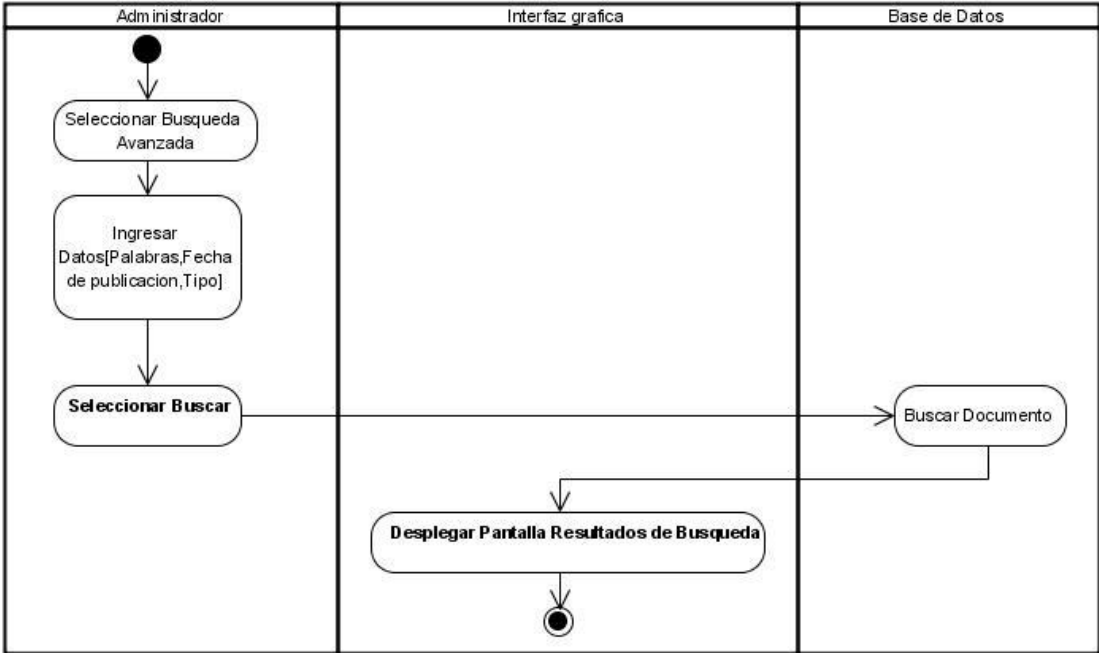 Administrador
Interfaz grafica
Base de Datos
Seleccionar Busqueda
Avanzada
Ingresar
Datos[Palabras,Fecha
de publicacion,Tipo]
Seleccionar Buscar
Buscar Documento
Desplegar Pantalla Resultados de Busqueda